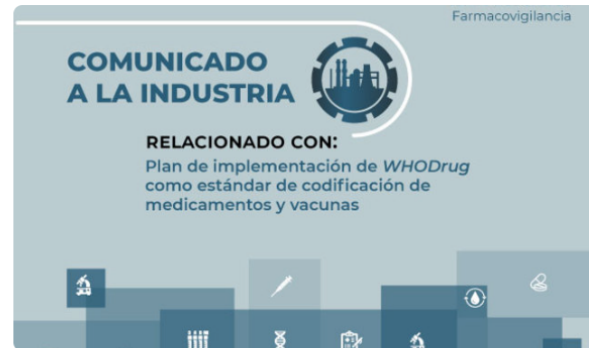 Farmacovigilancia
COMUNICADO
A LA INDUSTRIA
RELACIONADO CON:
Plan de implementación de WHODrug
como estándar de codificación de
medicamentos y vacunas